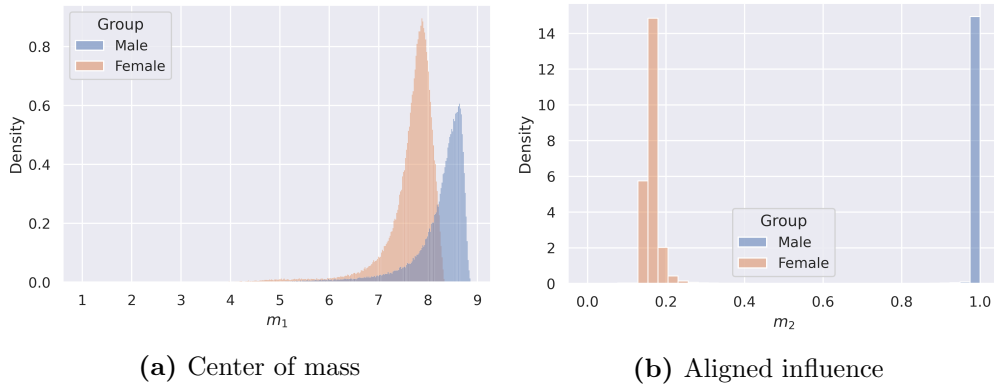 Group
Male
Female
Density
0.8
0.6
0.4
0.2
0.0
1 2 3 4 5 6 7 8 9
m1
(a) Center of mass
Density
14
12
10
8
6
4
2
0
Group
Male
Female
0.0 0.2 0.4 0.6 0.8 1.0
m2
(b) Aligned influence